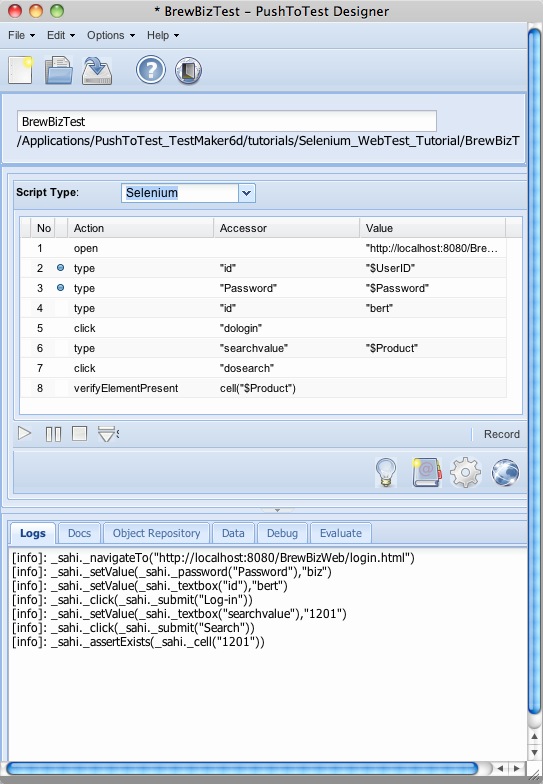 * BrewBizTest - PushToTest Designer
File Edit Options Help
BrewBizTest
/Applications/PushToTest_TestMaker6d/tutorials/Selenium_WebTest_Tutorial/BrewBizT
Script Type: Selenium
No Action Accessor Value
1 open "http://localhost:8080/Bre...
2 type "id" "$UserID"
3 type "Password" "$Password"
4 type "id" "bert"
5 click "dologin"
6 type "searchvalue" "$Product"
7 click "dosearch"
8 verifyElementPresent cell("$Product")
Record
Logs Docs Object Repository Data Debug Evaluate
[info]: _sahi._navigateTo("http://localhost:8080/BrewBizWeb/login.html")
[info]: _sahi._setValue(_sahi._password("Password"),"biz")
[info]: _sahi._setValue(_sahi._textbox("id"),"bert")
[info]: _sahi._click(_sahi._submit("Log-in"))
[info]: _sahi._setValue(_sahi._textbox("searchvalue"),"1201")
[info]: _sahi._click(_sahi._submit("Search"))
[info]: _sahi._assertExists(_sahi._cell("1201"))